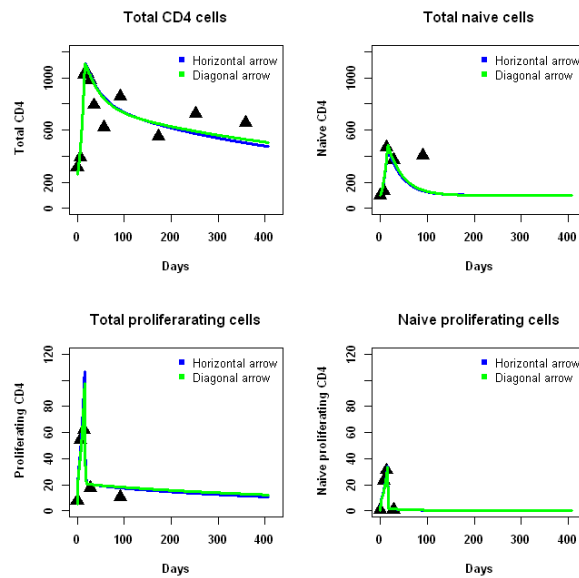 Total CD4 cells
Total CD4
0 200 600 1000
Horizontal arrow
Diagonal arrow
0 100 200 300 400
Days
Total naive cells
Naive CD4
0 200 600 1000
Horizontal arrow
Diagonal arrow
0 100 200 300 400
Days
Total proliferarating cells
Proliferating CD4
0 20 40 60 80 120
Horizontal arrow
Diagonal arrow
0 100 200 300 400
Days
Naive proliferating cells
Naive proliferating CD4
0 20 40 60 80 120
Horizontal arrow
Diagonal arrow
0 100 200 300 400
Days